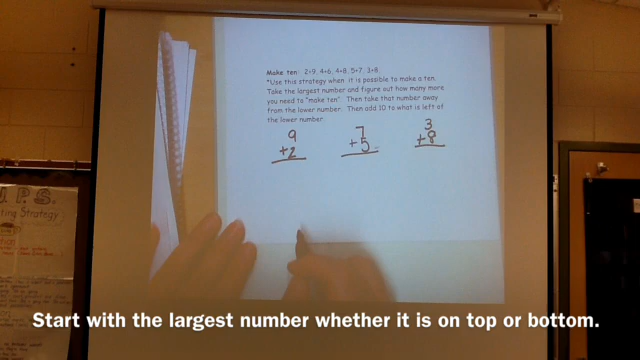 Make ten: 2+9, 4+6, 4+8, 5+7, 3+8
*Use this strategy when it is possible to make a ten.
Take the largest number and figure out how many more
you need to "make ten". Then take that number away
from the lower number. Then add 10 to what is left of
the lower number.
9
+2
7
+5
3
+8
U.P.S.
ting Strategy
Start with the largest number whether it is on top or bottom.